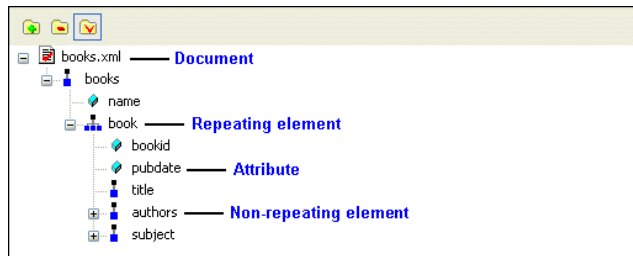 books.xml Document
books
name
book Repeating element
bookid
pubdate Attribute
title
authors Non-repeating element
subject